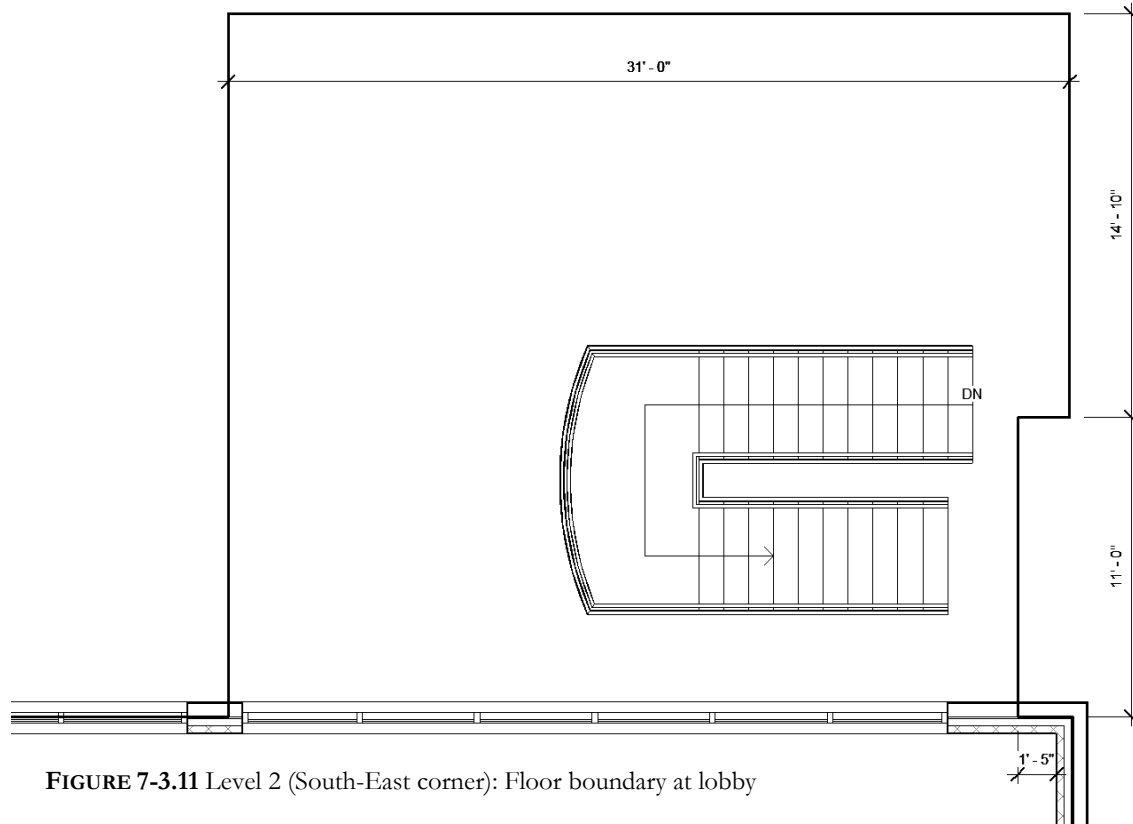 31' - 0"
14' - 10"
DN
11' - 0"
1' - 5"
FIGURE 7-3.11 Level 2 (South-East corner): Floor boundary at lobby